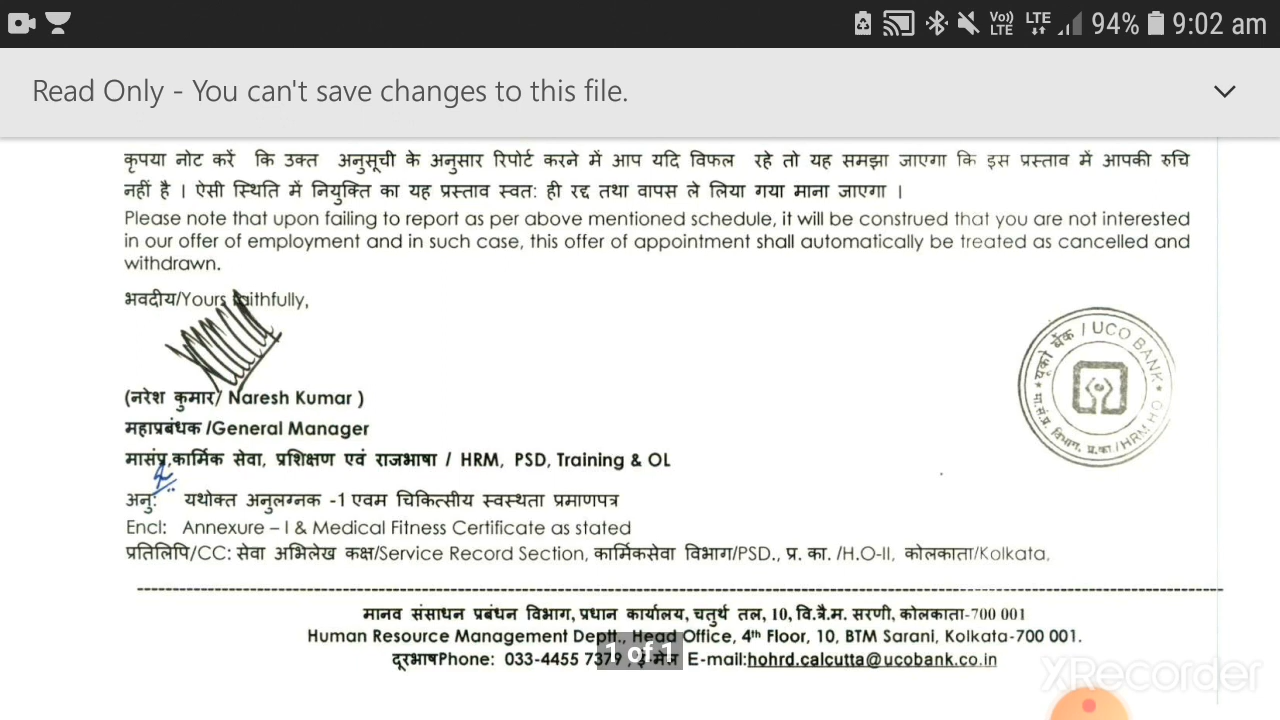 94% 9:02 am
Read Only - You can't save changes to this file.
कृपया नोट करें कि उक्त अनुसूची के अनुसार रिपोर्ट करने में आप यदि विफल रहे तो यह समझा जाएगा कि इस प्रस्ताव में आपकी रुचि
नहीं है । ऐसी स्थिति में नियुक्ति का यह प्रस्ताव स्वत: ही रद्द तथा वापस ले लिया गया माना जाएगा ।
Please note that upon failing to report as per above mentioned schedule, it will be construed that you are not interested
in our offer of employment and in such case, this offer of appointment shall automatically be treated as cancelled and
withdrawn.
भवदीय/Yours faithfully,
(नरेश कुमार/ Naresh Kumar )
महाप्रबंधक /General Manager
मासंप्र,कार्मिक सेवा, प्रशिक्षण एवं राजभाषा / HRM, PSD, Training & OL
यूको बैंक / UCO BANK
मा.सं.प्र. विभाग, प्र.का./HRM H.O
अनु: यथोक्त अनुलग्नक -1 एवम चिकित्सीय स्वस्थता प्रमाणपत्र
Encl: Annexure – I & Medical Fitness Certificate as stated
प्रतिलिपि/CC: सेवा अभिलेख कक्ष/Service Record Section, कार्मिकसेवा विभाग/PSD., प्र. का. /H.O-II, कोलकाता/Kolkata.
मानव संसाधन प्रबंधन विभाग, प्रधान कार्यालय, चतुर्थ तल, 10, वि.त्रै.म. सरणी, कोलकाता-700 001
Human Resource Management Deptt., Head Office, 4th Floor, 10, BTM Sarani, Kolkata-700 001.
दूरभाषPhone: 033-4455 7379 , ई मेल E-mail:hohrd.calcutta@ucobank.co.in
1 of 1
XRecorder